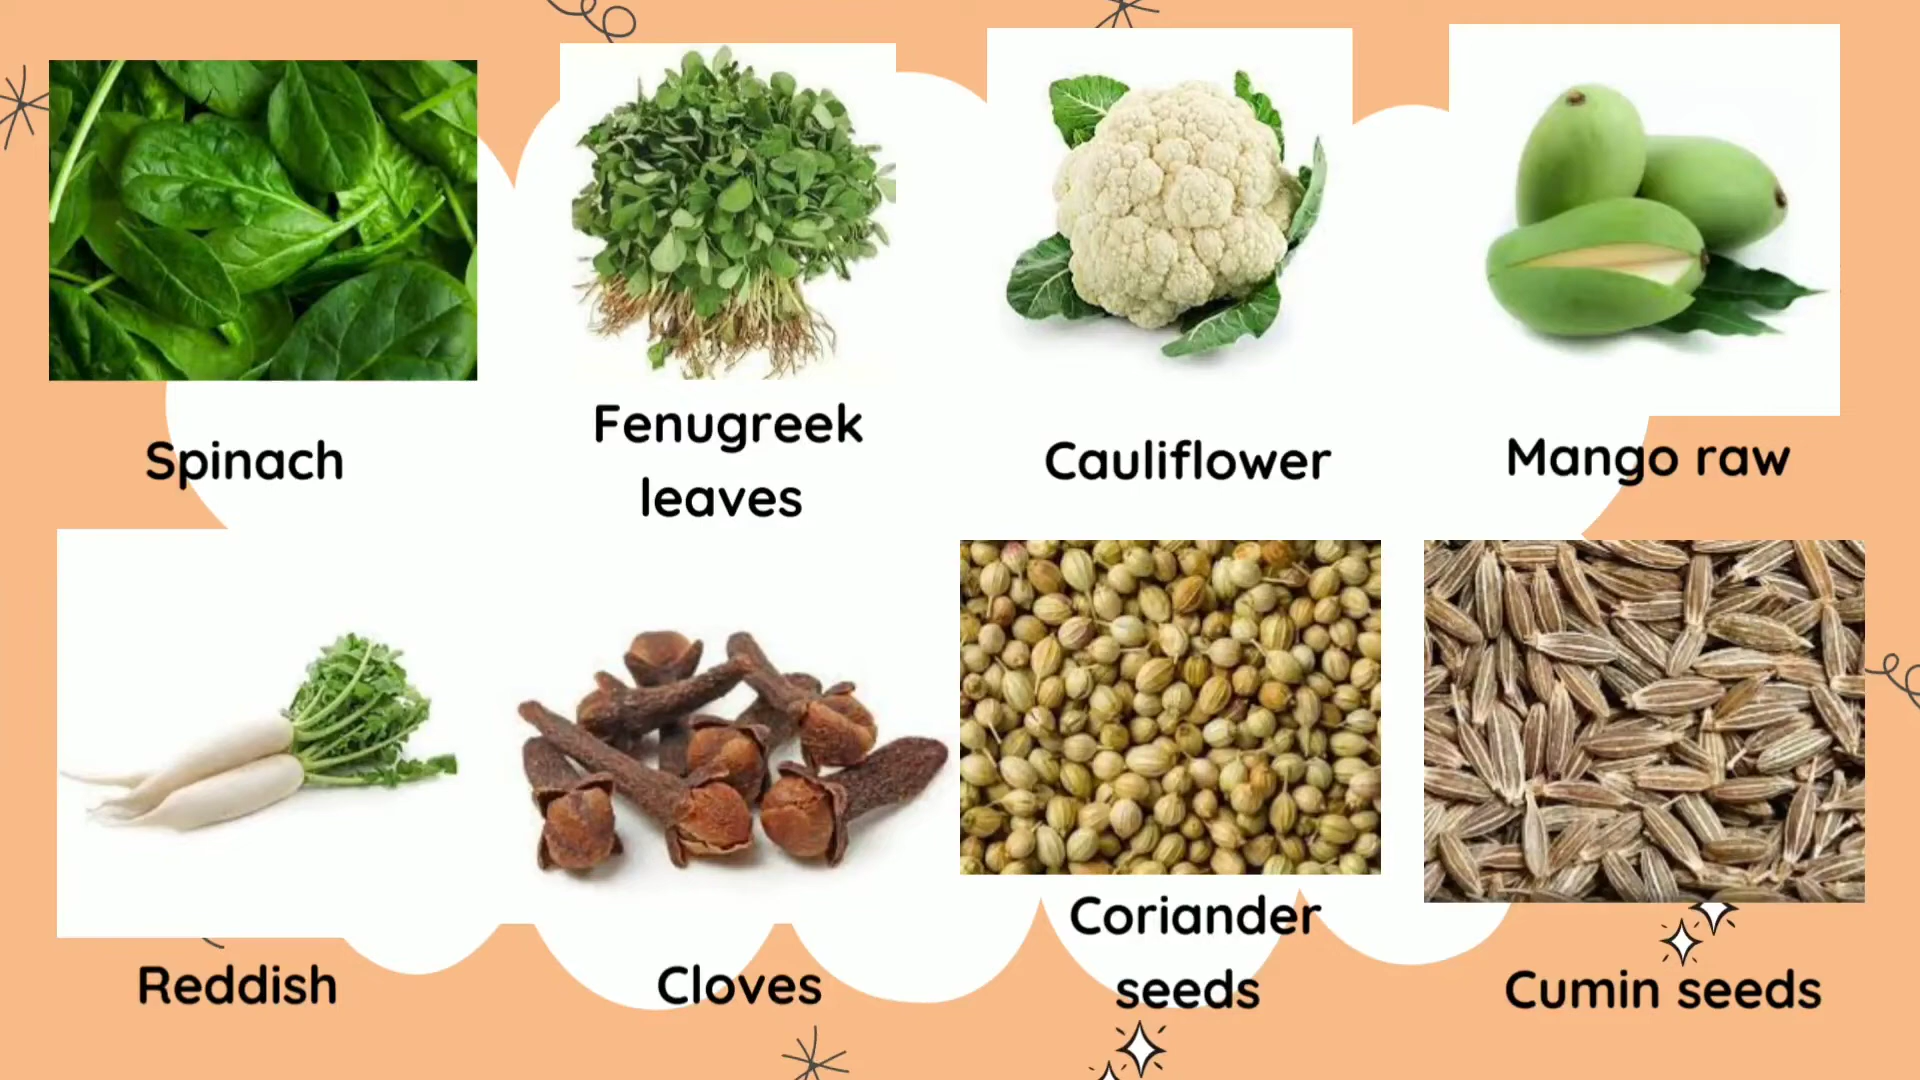 Spinach
Fenugreek
leaves
Cauliflower
Mango raw
Reddish
Cloves
Coriander
seeds
Cumin seeds